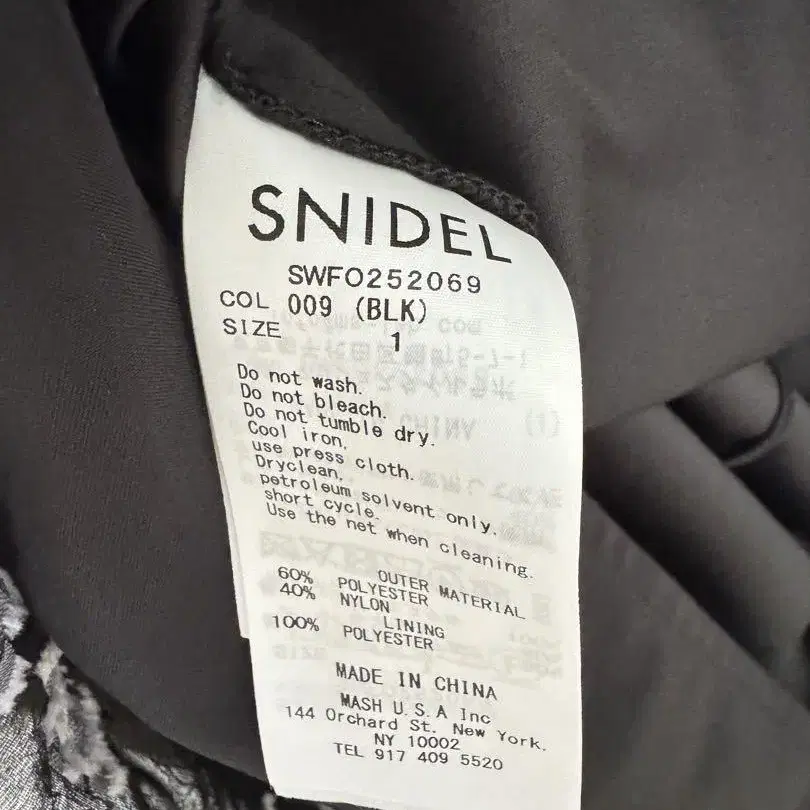 SNIDEL
SWFO252069
COL 009 (BLK)
SIZE 1
Do not wash.
Do not bleach.
Do not tumble dry.
Cool iron,
use press cloth.
Dryclean,
petroleum solvent only,
short cycle.
Use the net when cleaning.
OUTER MATERIAL
60% POLYESTER
40% NYLON
LINING
100% POLYESTER
MADE IN CHINA
MASH U.S.A Inc
144 Orchard St. New York.
NY 10002
TEL 917 409 5520